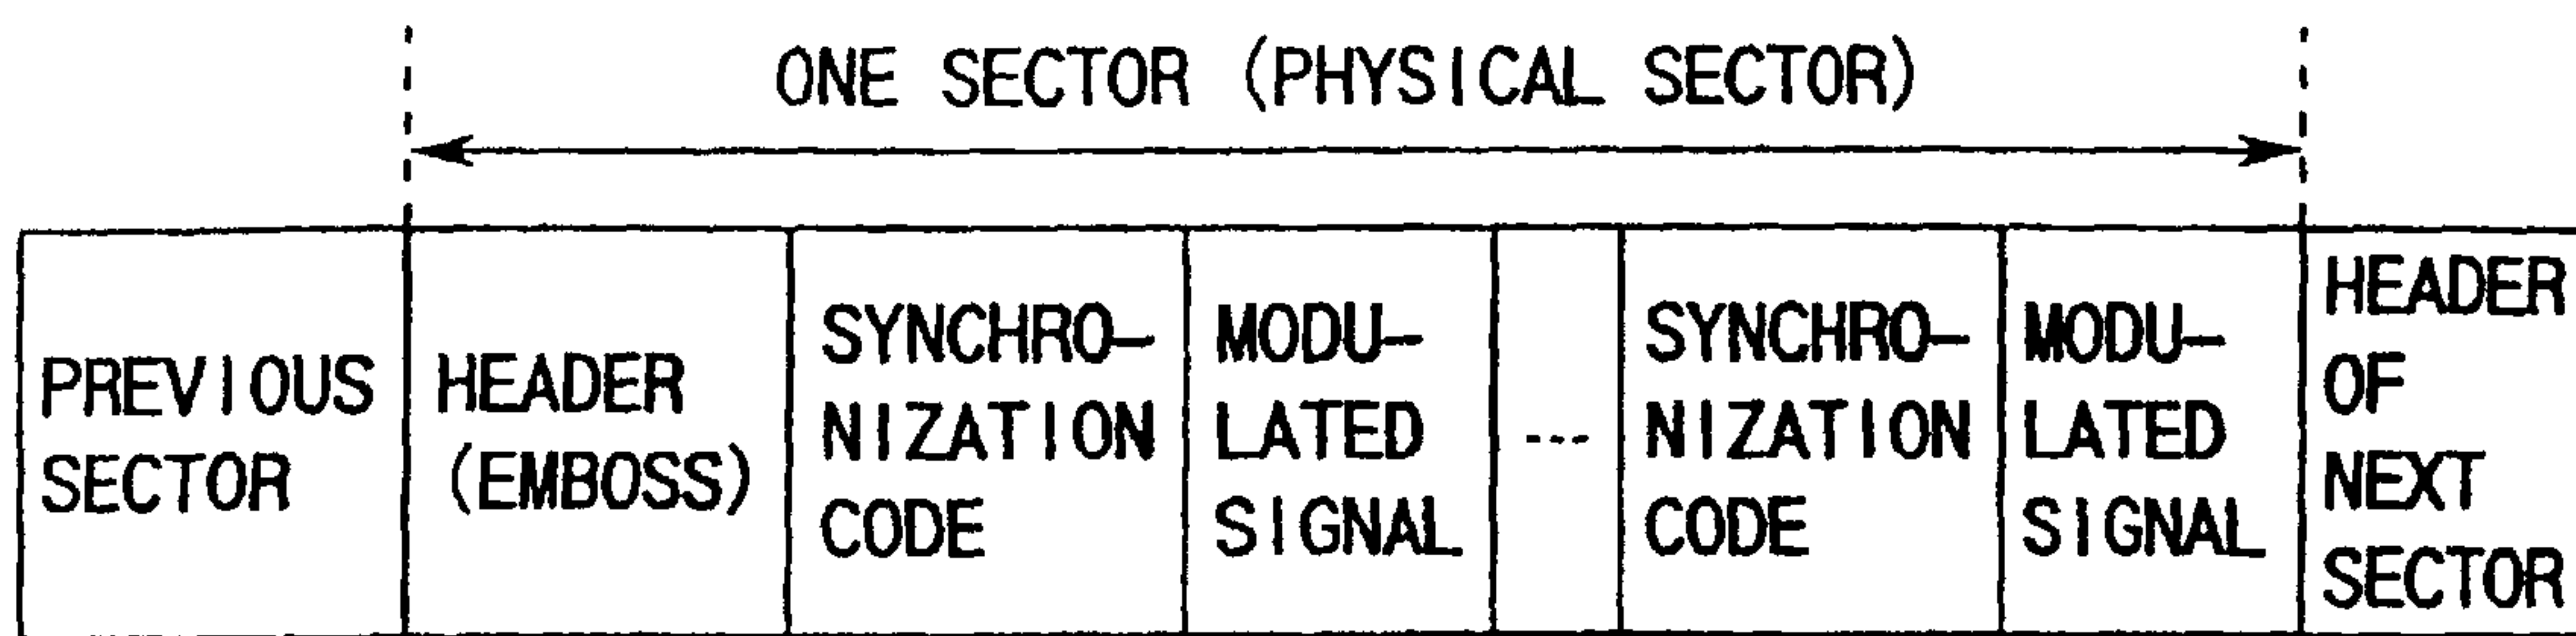 ONE SECTOR (PHYSICAL SECTOR)
PREVIOUS
SECTOR
HEADER
(EMBOSS)
SYNCHRO-
NIZATION
CODE
MODU-
LATED
SIGNAL
---
SYNCHRO-
NIZATION
CODE
MODU-
LATED
SIGNAL
HEADER
OF
NEXT
SECTOR